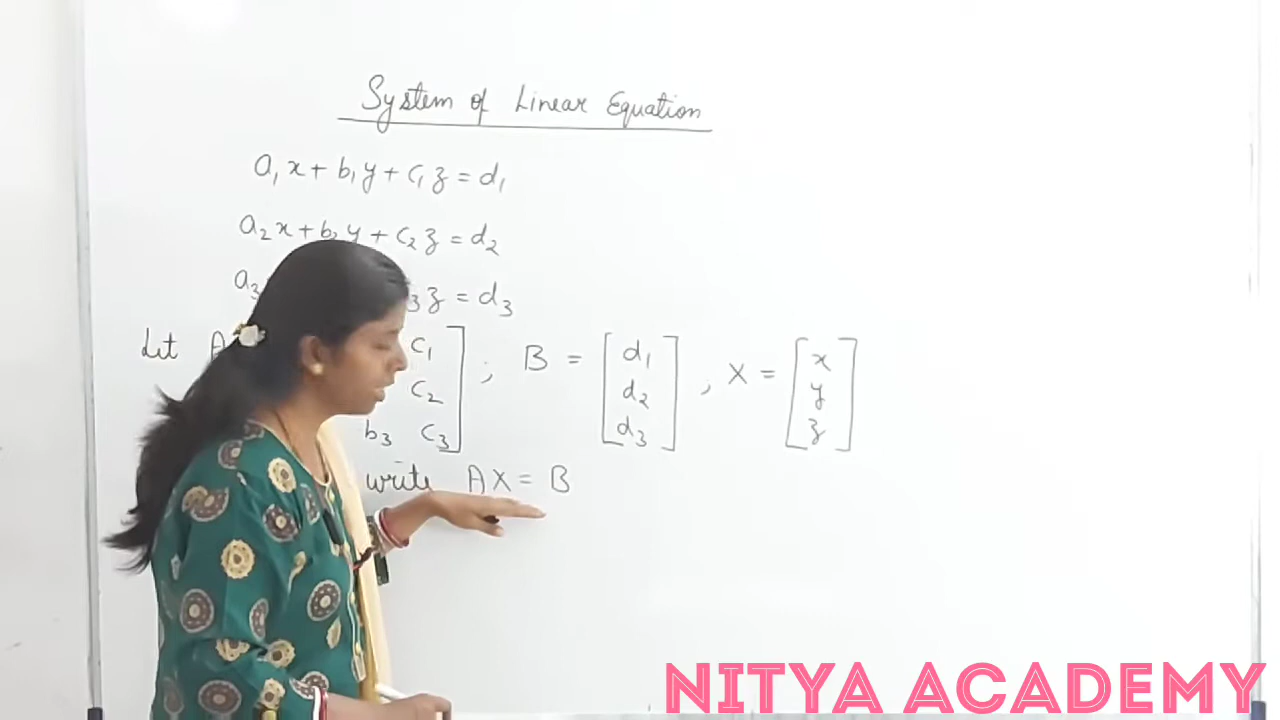 System of Linear Equation
a₁x + b₁y + c₁z = d₁
a₂x + b₂y + c₂z = d₂
a₃ ₃z = d₃
Let A c₁ ; B = [d₁ , X = [x
c₂ d₂ y
b₃ c₃] d₃] z]
write AX = B
NITYA ACADEMY